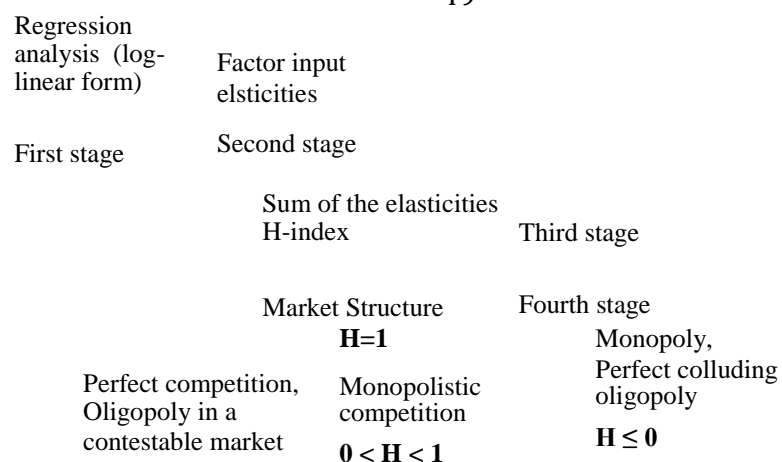 Regression
analysis (log-
linear form)
Factor input
elsticities
First stage
Second stage
Sum of the elasticities
H-index
Third stage
Market Structure
Fourth stage
H=1
Perfect competition,
Oligopoly in a
contestable market
Monopolistic
competition
0 < H < 1
Monopoly,
Perfect colluding
oligopoly
H ≤ 0